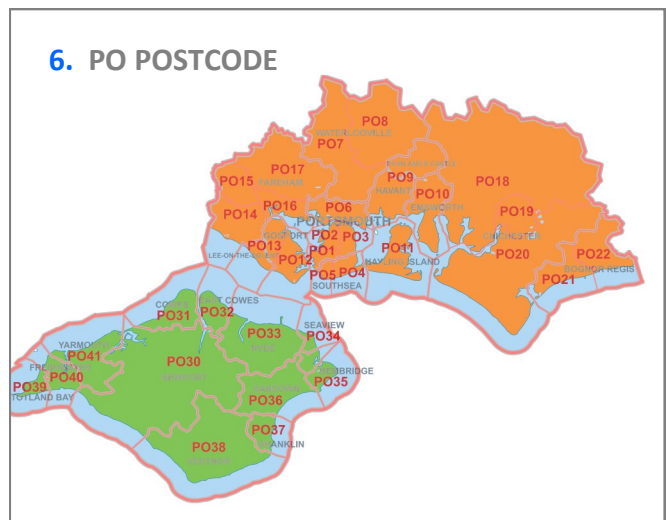 6. PO POSTCODE
PO8
WATERLOOVILLE
PO7
PO17
PO9
PO18
PO15
FAREHAM
HAVANT
PO10
PO14
PO16
PO6
EMSWORTH
PO19
PORTSMOUTH
GOSPORT
PO2
PO3
CHICHESTER
PO13
PO1
PO11
PO20
PO22
LEE-ON-THE-SOLENT
PO12
HAYLING ISLAND
BOGNOR REGIS
PO5
PO4
PO21
SOUTHSEA
COWES
EAST COWES
PO31
PO32
SEAVIEW
PO33
PO34
RYDE
YARMOUTH
PO41
PO30
PO40
PO39
NEWPORT
BEMBRIDGE
PO35
SANDOWN
PO36
TOTLAND BAY
PO37
SHANKLIN
PO38